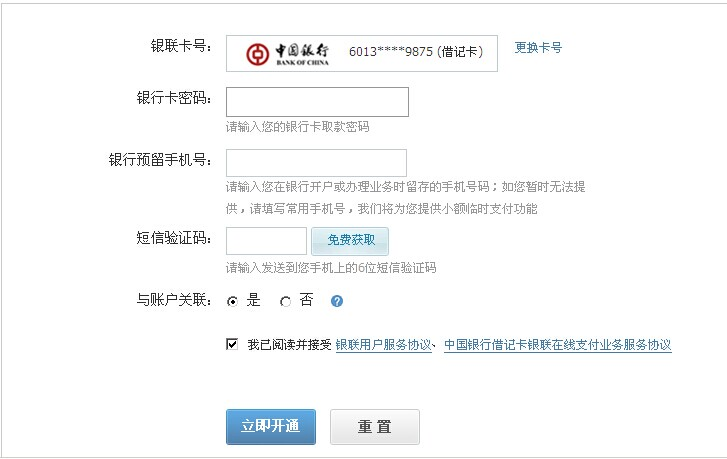 银联卡号： 中国银行 BANK OF CHINA 6013****9875 (借记卡) 更换卡号
银行卡密码：
请输入您的银行卡取款密码
银行预留手机号：
请输入您在银行开户或办理业务时留存的手机号码；如您暂时无法提
供，请填写常用手机号，我们将为您提供小额临时支付功能
短信验证码： 免费获取
请输入发送到您手机上的6位短信验证码
与账户关联： 是 否 ?
我已阅读并接受 银联用户服务协议、中国银行借记卡银联在线支付业务服务协议
立即开通 重 置